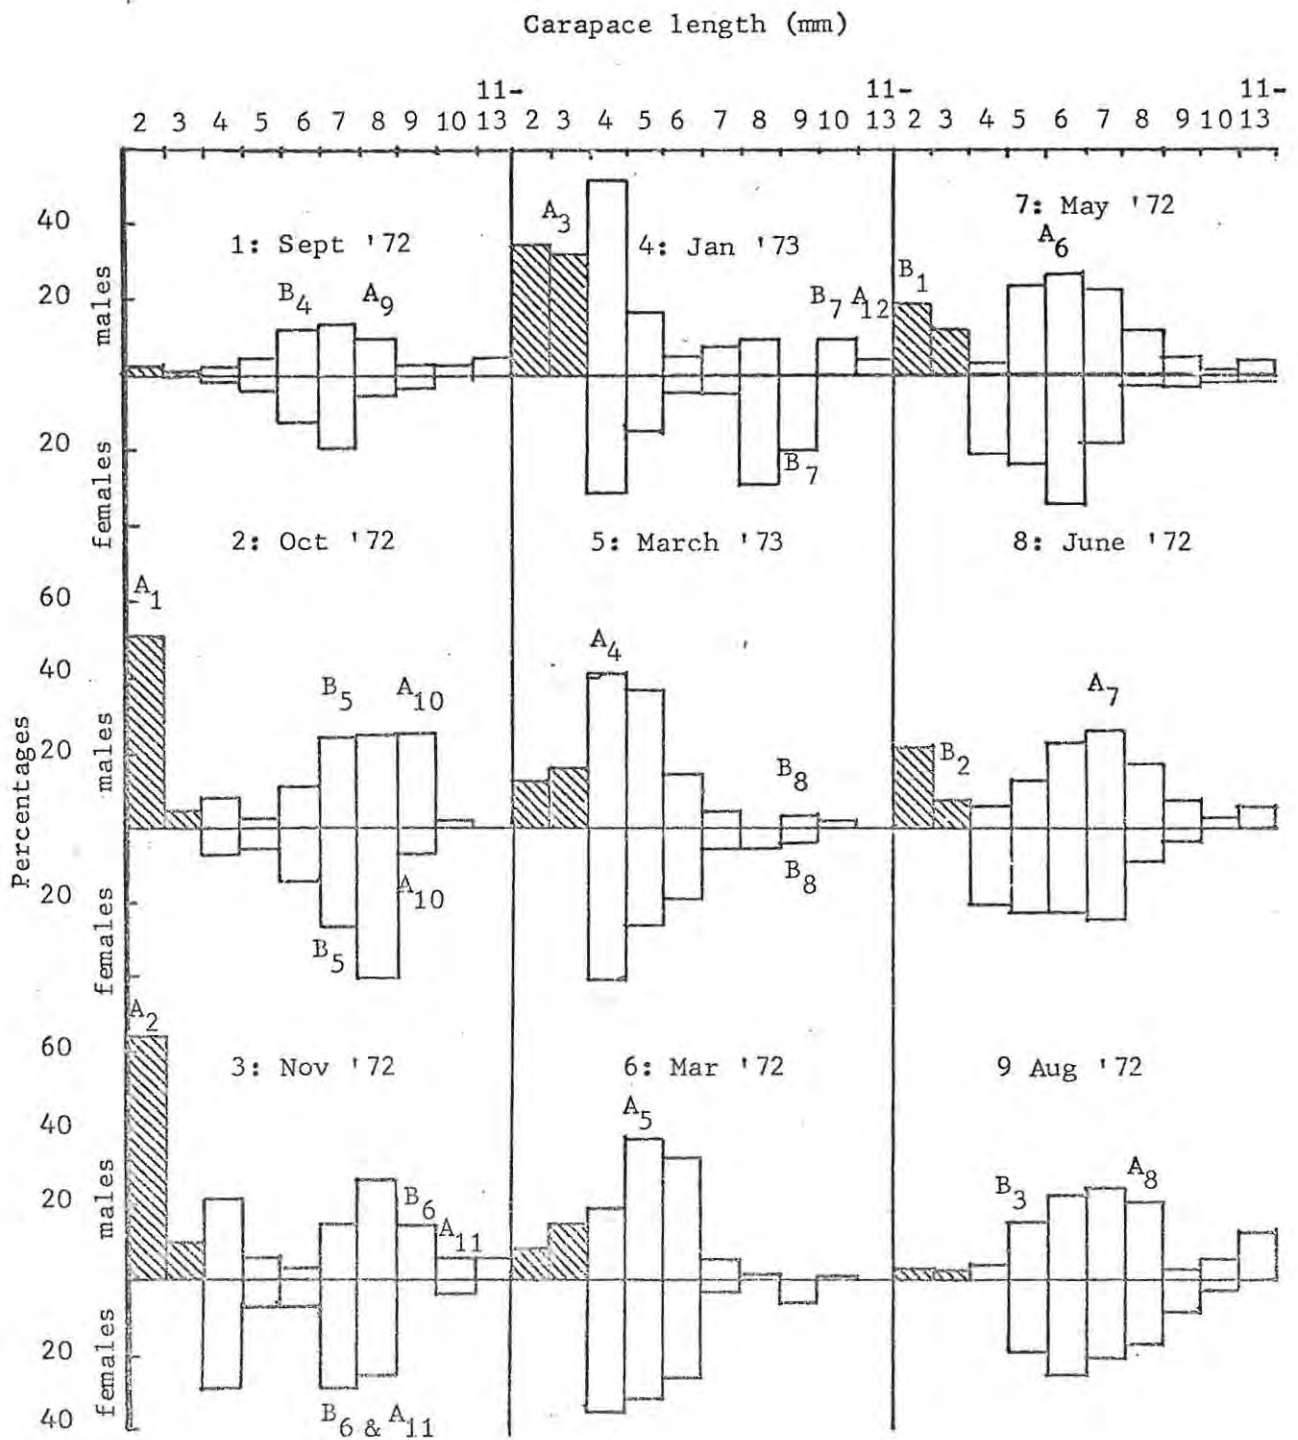 Carapace length (mm)
11- 11- 11-
2 3 4 5 6 7 8 9 10 13 2 3 4 5 6 7 8 9 10 13 2 3 4 5 6 7 8 9 10 13
7: May '72
40
A3
1: Sept '72
4: Jan '73
A6
B1
males
20
B4
A9
B7
A12
20
females
B7
2: Oct '72
5: March '73
8: June '72
60
A1
A4
40
B5
A10
A7
Percentages
males
20
B8
B2
20
females
A10
B8
B5
A2
60
3: Nov '72
6: Mar '72
9 Aug '72
A5
40
males
20
B6
A11
B3
A8
20
females
40
B6 & A11